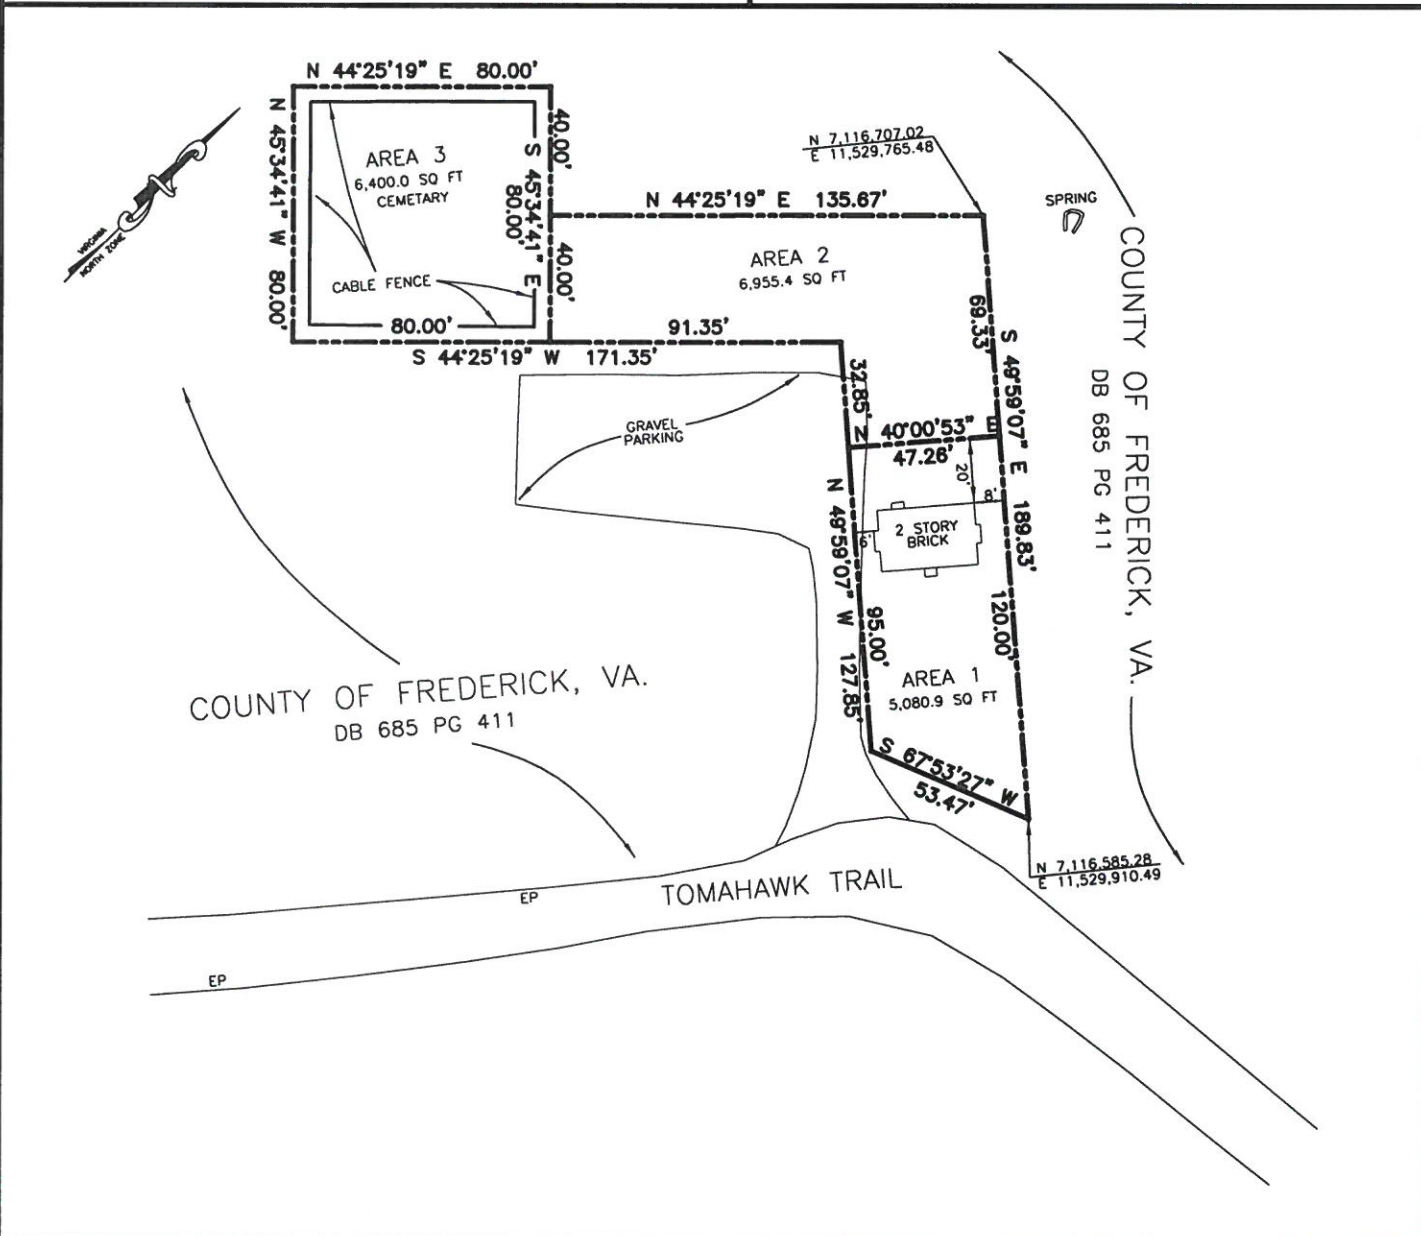 N 44°25'19" E 80.00'
N 45°34'41" W 80.00'
40.00'
S 45°34'41" E
80.00'
40.00'
AREA 3
6,400.0 SQ FT
CEMETARY
CABLE FENCE
80.00'
S 44°25'19" W 171.35'
91.35'
VIRGINIA
NORTH ZONE
N 7,116,707.02
E 11,529,765.48
N 44°25'19" E 135.67'
AREA 2
6,955.4 SQ FT
SPRING
69.33'
S 49°59'07" E 189.83'
32.85'
N 40°00'53" E
47.26'
GRAVEL
PARKING
20'
8'
2 STORY
BRICK
6'
N 49°59'07" W 127.85'
95.00'
120.00'
AREA 1
5,080.9 SQ FT
S 67°53'27" W
53.47'
COUNTY OF FREDERICK, VA.
DB 685 PG 411
COUNTY OF FREDERICK, VA.
DB 685 PG 411
N 7,116,585.28
E 11,529,910.49
TOMAHAWK TRAIL
EP
EP